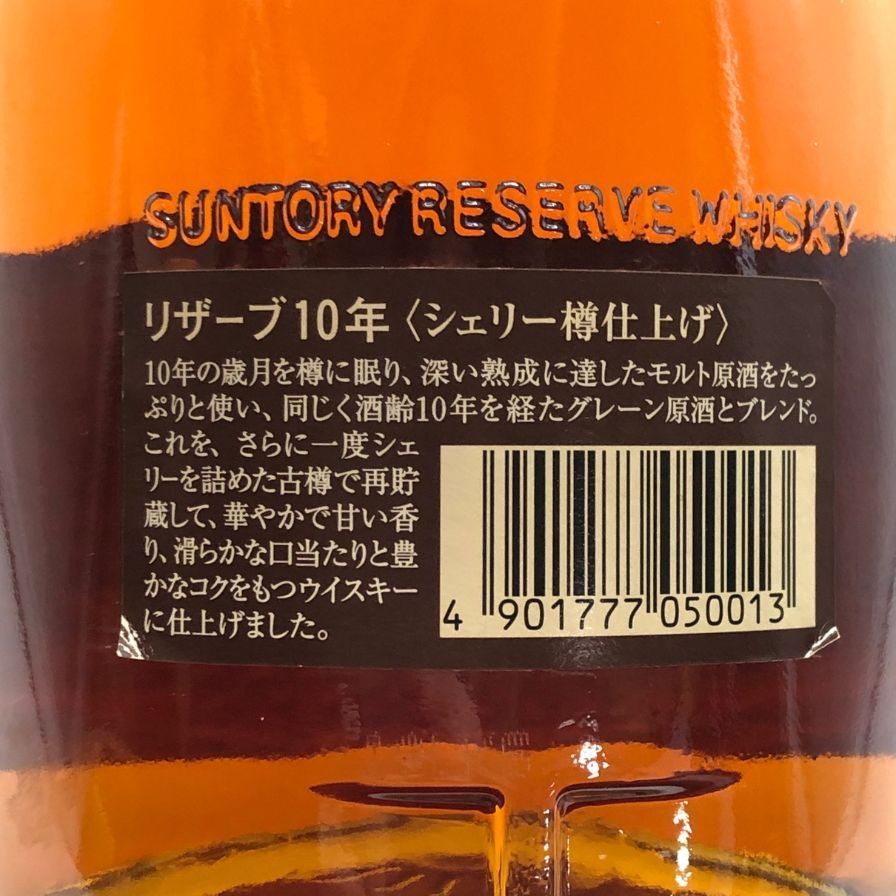 SUNTORY RESERVE WHISKY
リザーブ10年〈シェリー樽仕上げ〉
10年の歳月を樽に眠り、深い熟成に達したモルト原酒をたっ
ぷりと使い、同じく酒齢10年を経たグレーン原酒とブレンド。
これを、さらに一度シェ
リーを詰めた古樽で再貯
蔵して、華やかで甘い香
り、滑らかな口当たりと豊
かなコクをもつウイスキー
に仕上げました。
4 901777 050013